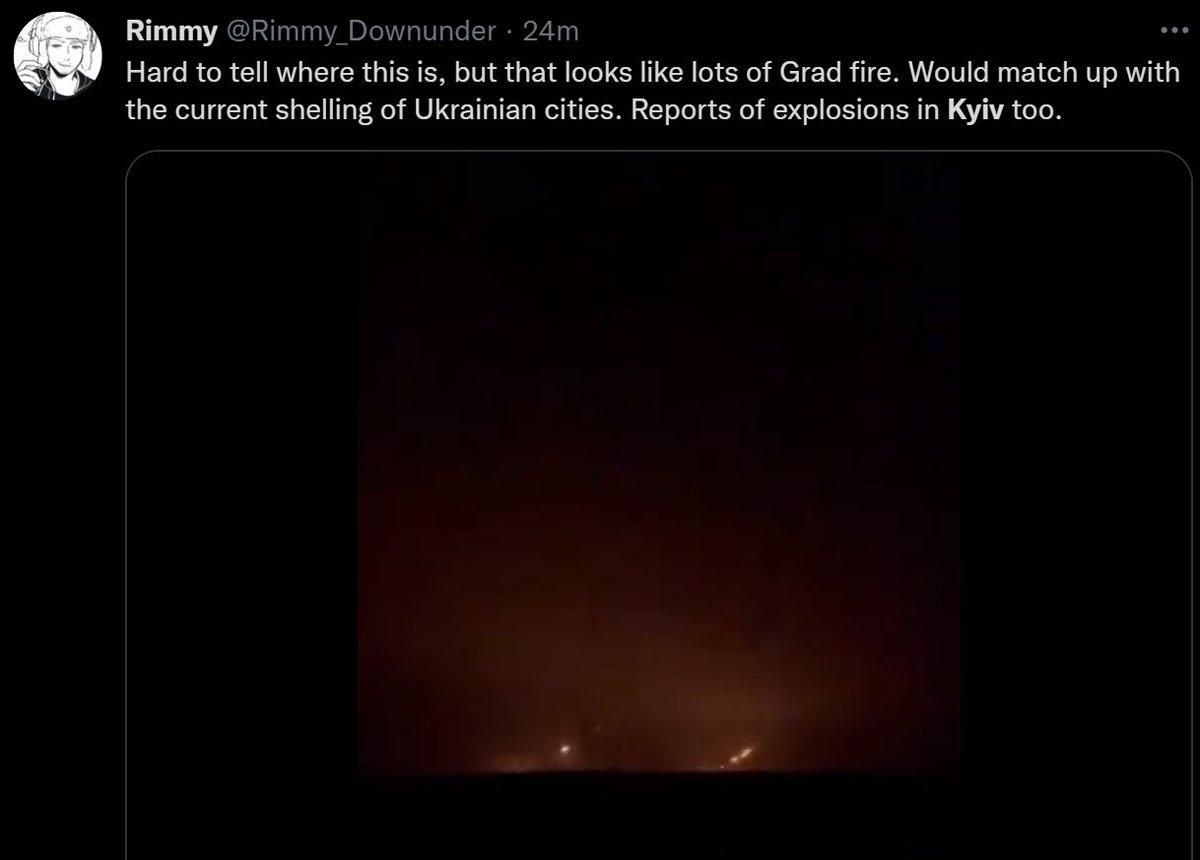 Rimmy @Rimmy_Downunder · 24m
Hard to tell where this is, but that looks like lots of Grad fire. Would match up with
the current shelling of Ukrainian cities. Reports of explosions in Kyiv too.